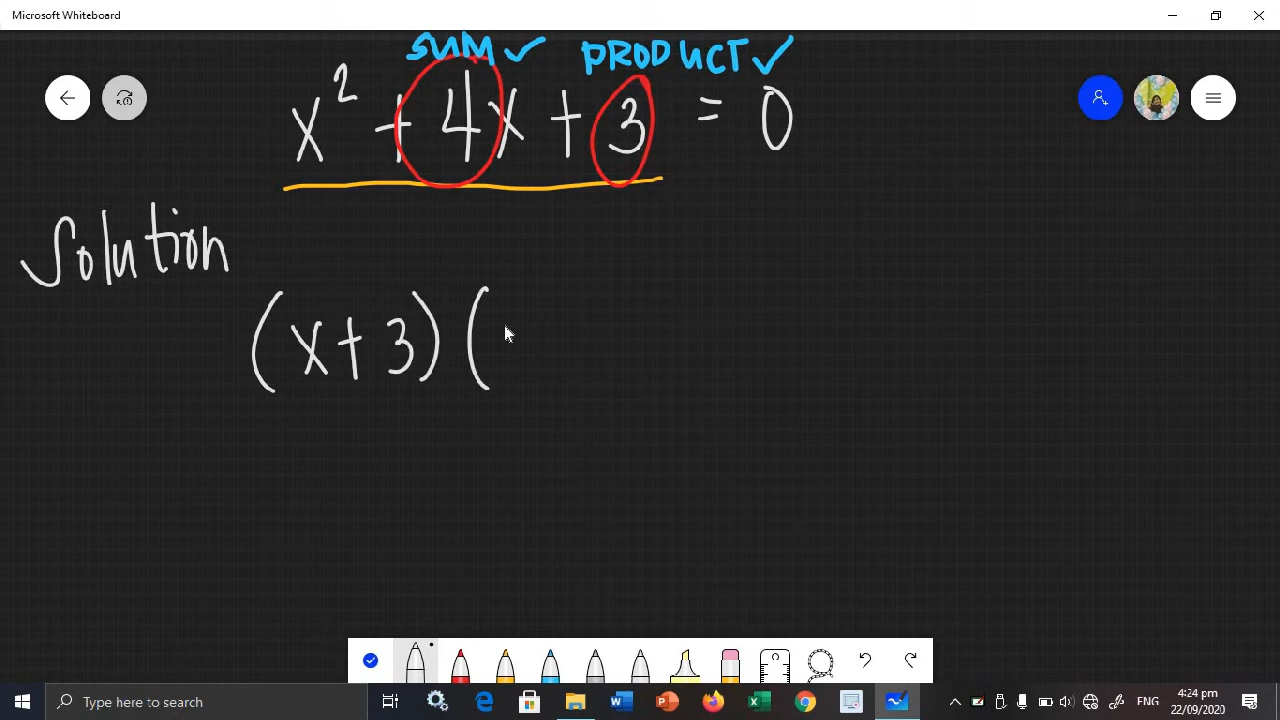 Microsoft Whiteboard
SUM ✓ PRODUCT ✓
x² + 4x + 3 = 0
Solution
(x + 3) (
Type here to search
ENG
4:24 pm
22/09/2020